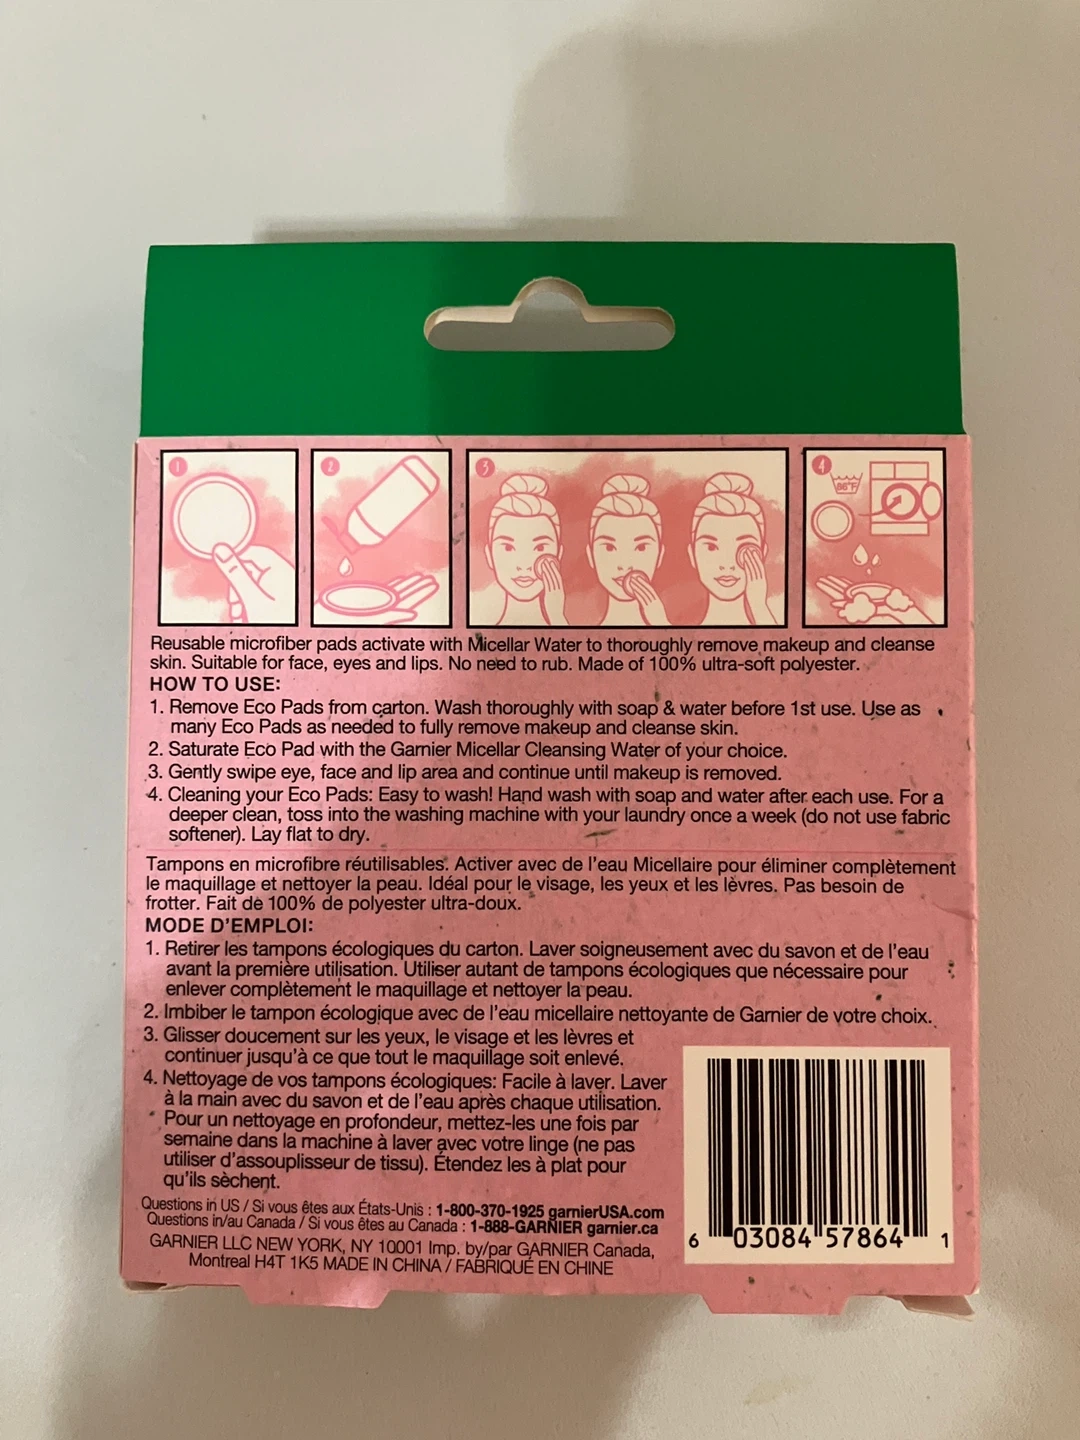 1
2
3
4
86°F
Reusable microfiber pads activate with Micellar Water to thoroughly remove makeup and cleanse
skin. Suitable for face, eyes and lips. No need to rub. Made of 100% ultra-soft polyester.
HOW TO USE:
1. Remove Eco Pads from carton. Wash thoroughly with soap & water before 1st use. Use as
many Eco Pads as needed to fully remove makeup and cleanse skin.
2. Saturate Eco Pad with the Garnier Micellar Cleansing Water of your choice.
3. Gently swipe eye, face and lip area and continue until makeup is removed.
4. Cleaning your Eco Pads: Easy to wash! Hand wash with soap and water after each use. For a
deeper clean, toss into the washing machine with your laundry once a week (do not use fabric
softener). Lay flat to dry.
Tampons en microfibre réutilisables. Activer avec de l'eau Micellaire pour éliminer complètement
le maquillage et nettoyer la peau. Idéal pour le visage, les yeux et les lèvres. Pas besoin de
frotter. Fait de 100% de polyester ultra-doux.
MODE D'EMPLOI:
1. Retirer les tampons écologiques du carton. Laver soigneusement avec du savon et de l'eau
avant la première utilisation. Utiliser autant de tampons écologiques que nécessaire pour
enlever complètement le maquillage et nettoyer la peau.
2. Imbiber le tampon écologique avec de l'eau micellaire nettoyante de Garnier de votre choix.
3. Glisser doucement sur les yeux, le visage et les lèvres et
continuer jusqu'à ce que tout le maquillage soit enlevé.
4. Nettoyage de vos tampons écologiques: Facile à laver. Laver
à la main avec du savon et de l'eau après chaque utilisation.
Pour un nettoyage en profondeur, mettez-les une fois par
semaine dans la machine à laver avec votre linge (ne pas
utiliser d'assouplisseur de tissu). Étendez les à plat pour
qu'ils sèchent.
Questions in US / Si vous êtes aux États-Unis : 1-800-370-1925 garnierUSA.com
Questions in/au Canada / Si vous êtes au Canada : 1-888-GARNIER garnier.ca
GARNIER LLC NEW YORK, NY 10001 Imp. by/par GARNIER Canada,
Montreal H4T 1K5 MADE IN CHINA / FABRIQUÉ EN CHINE
6 03084 57864 1